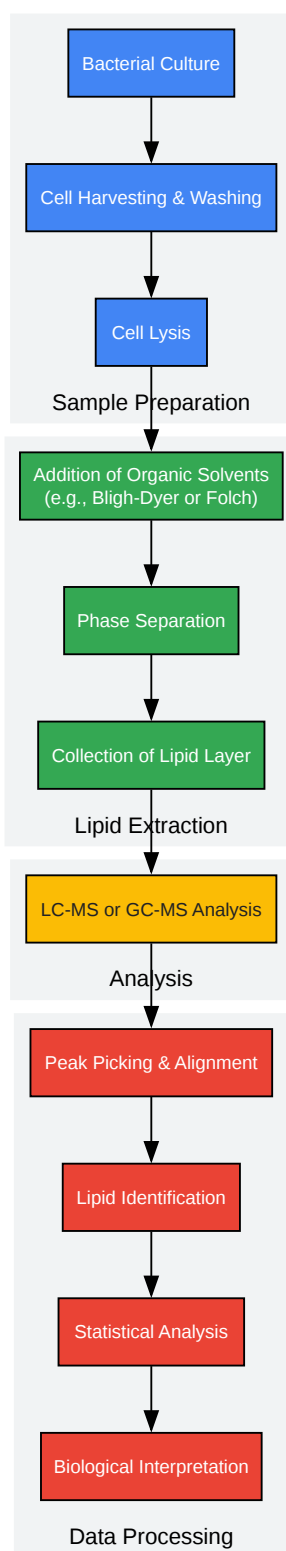 Bacterial Culture
Cell Harvesting & Washing
Cell Lysis
Sample Preparation
Addition of Organic Solvents
(e.g., Bligh-Dyer or Folch)
Phase Separation
Collection of Lipid Layer
Lipid Extraction
LC-MS or GC-MS Analysis
Analysis
Peak Picking & Alignment
Lipid Identification
Statistical Analysis
Biological Interpretation
Data Processing